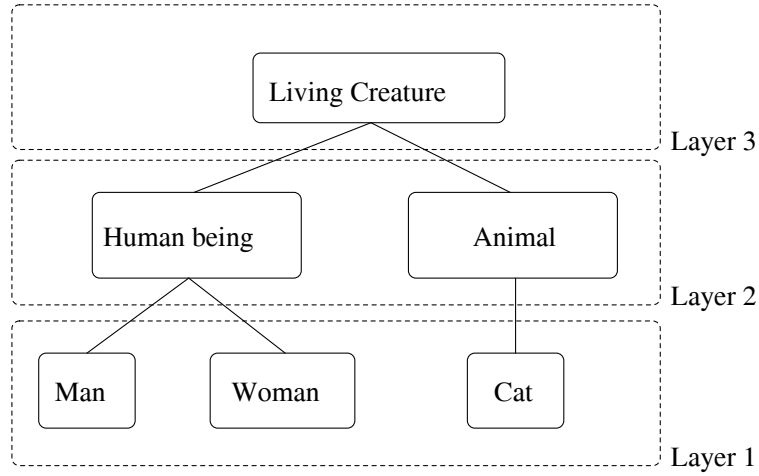 Living Creature
Layer 3
Human being
Animal
Layer 2
Man
Woman
Cat
Layer 1